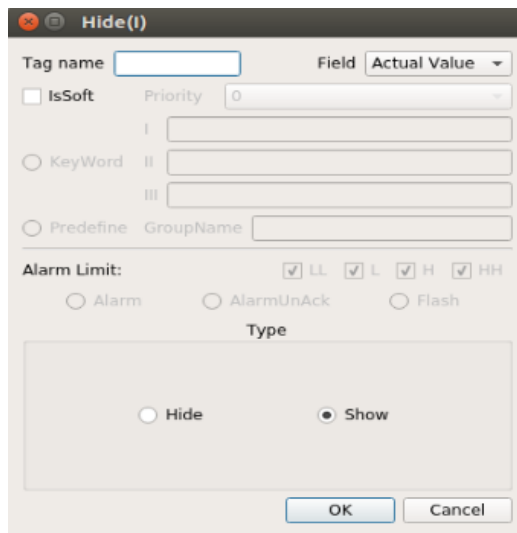 Hide(I)
Tag name Field Actual Value
IsSoft Priority 0
I
KeyWord II
III
Predefine GroupName
Alarm Limit: LL L H HH
Alarm AlarmUnAck Flash
Type
Hide Show
OK Cancel